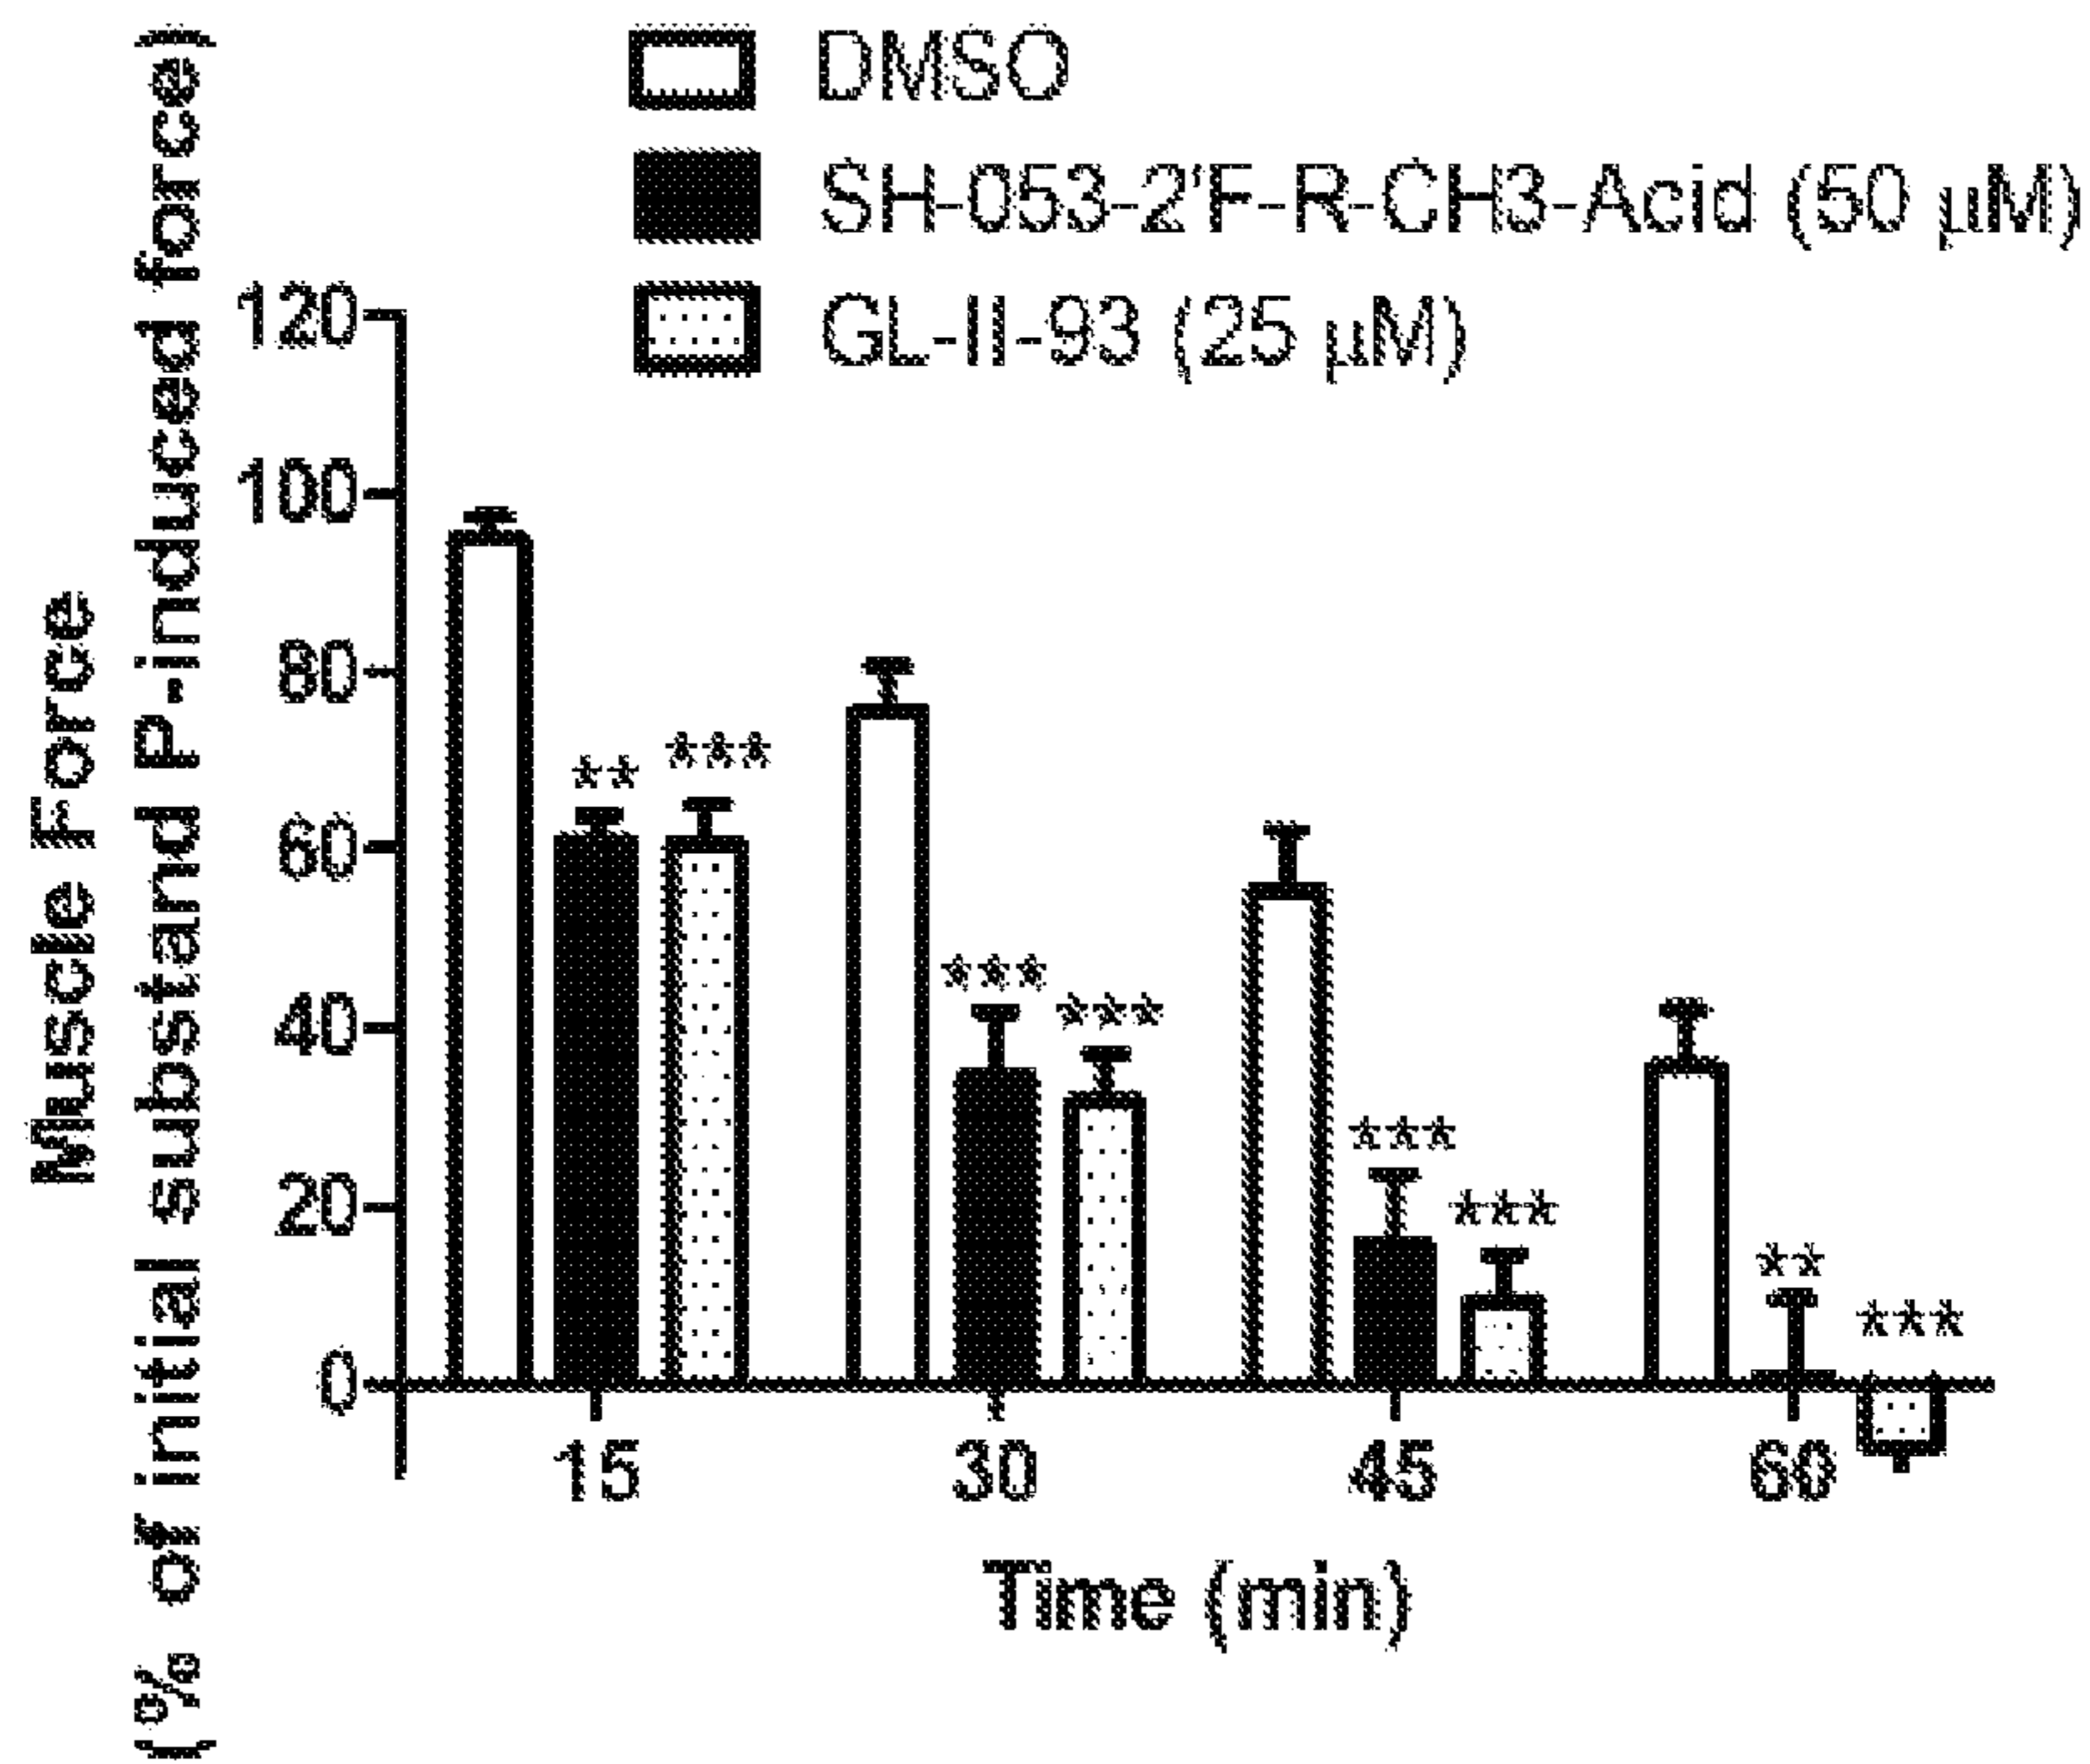 DMSO
SH-053-2'F-R-CH3-Acid (50 µM)
GL-II-93 (25 µM)
Muscle Force
(% of initial substand P-induced force)
120
100
80
60
40
20
0
** ***
*** ***
*** ***
** ***
15 30 45 60
Time (min)